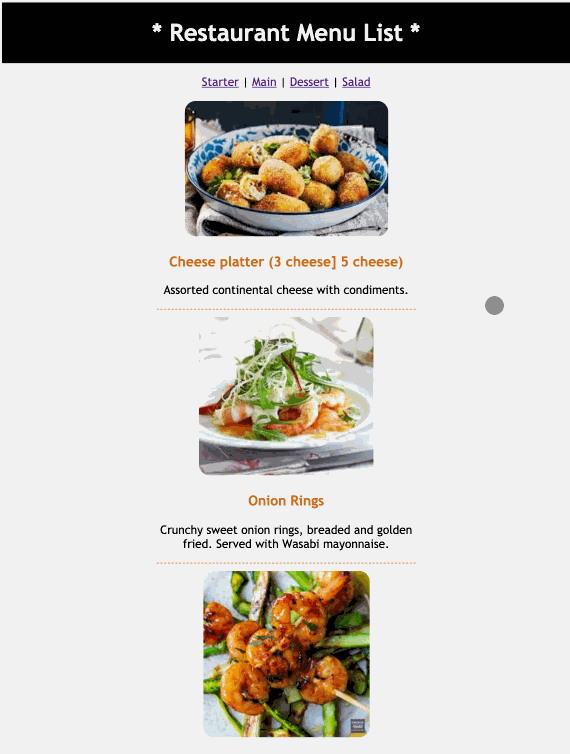 * Restaurant Menu List *
Starter | Main | Dessert | Salad
Cheese platter (3 cheese] 5 cheese)
Assorted continental cheese with condiments.
Onion Rings
Crunchy sweet onion rings, breaded and golden
fried. Served with Wasabi mayonnaise.